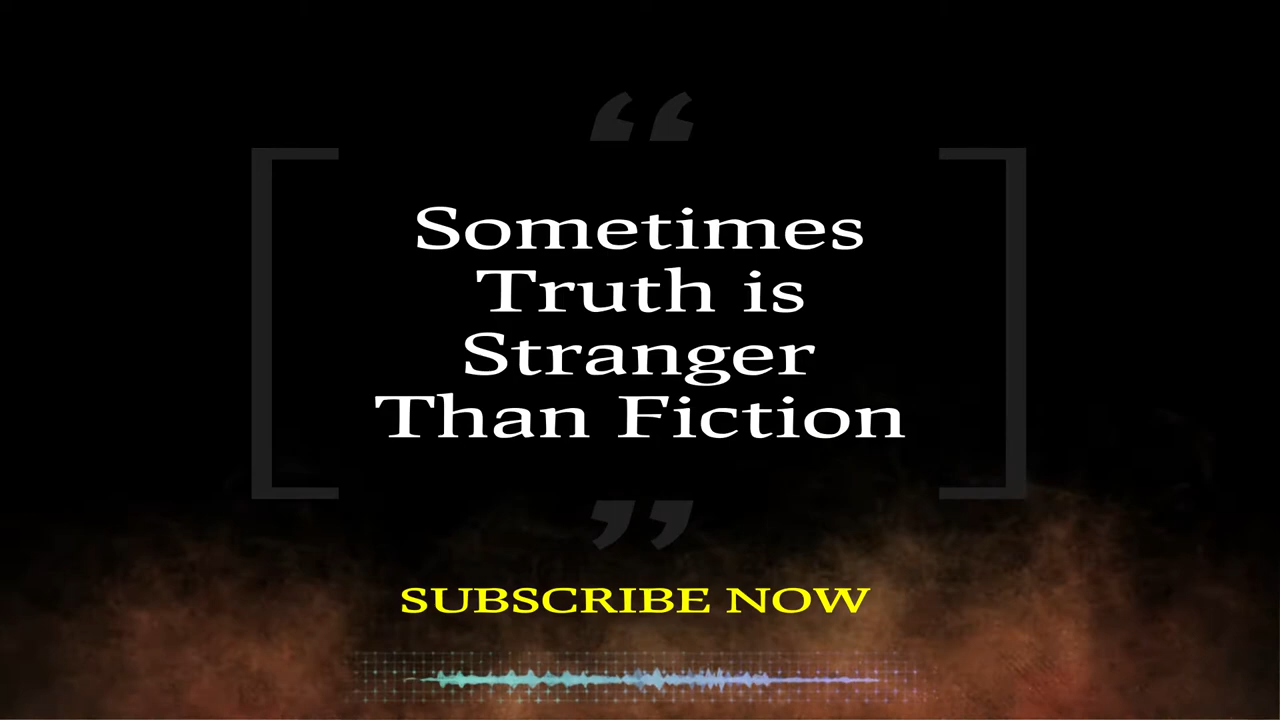 “
Sometimes
Truth is
Stranger
Than Fiction
”
SUBSCRIBE NOW